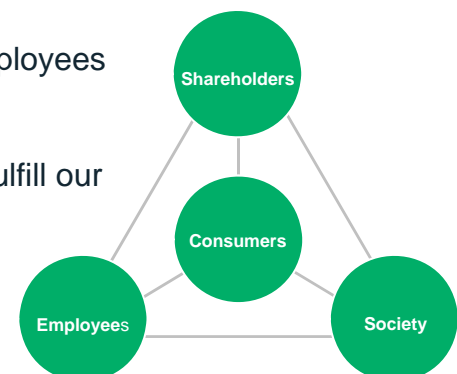 ployees
Shareholders
ulfill our
Consumers
Employees
Society